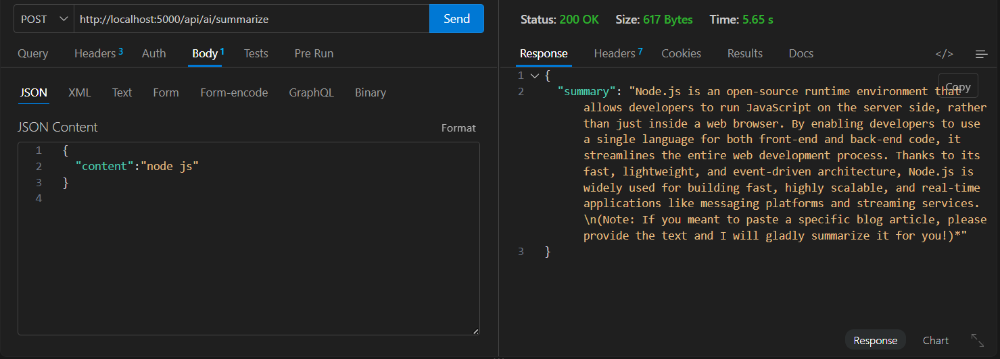 POST http://localhost:5000/api/ai/summarize Send
Query Headers 3 Auth Body 1 Tests Pre Run
JSON XML Text Form Form-encode GraphQL Binary
JSON Content Format
1 {
2 "content":"node js"
3 }
4
Status: 200 OK Size: 617 Bytes Time: 5.65 s
Response Headers 7 Cookies Results Docs </>
Copy
1 {
2 "summary": "Node.js is an open-source runtime environment that
allows developers to run JavaScript on the server side, rather
than just inside a web browser. By enabling developers to use
a single language for both front-end and back-end code, it
streamlines the entire web development process. Thanks to its
fast, lightweight, and event-driven architecture, Node.js is
widely used for building fast, highly scalable, and real-time
applications like messaging platforms and streaming services.
\n(Note: If you meant to paste a specific blog article, please
provide the text and I will gladly summarize it for you!)*"
3 }
Response Chart